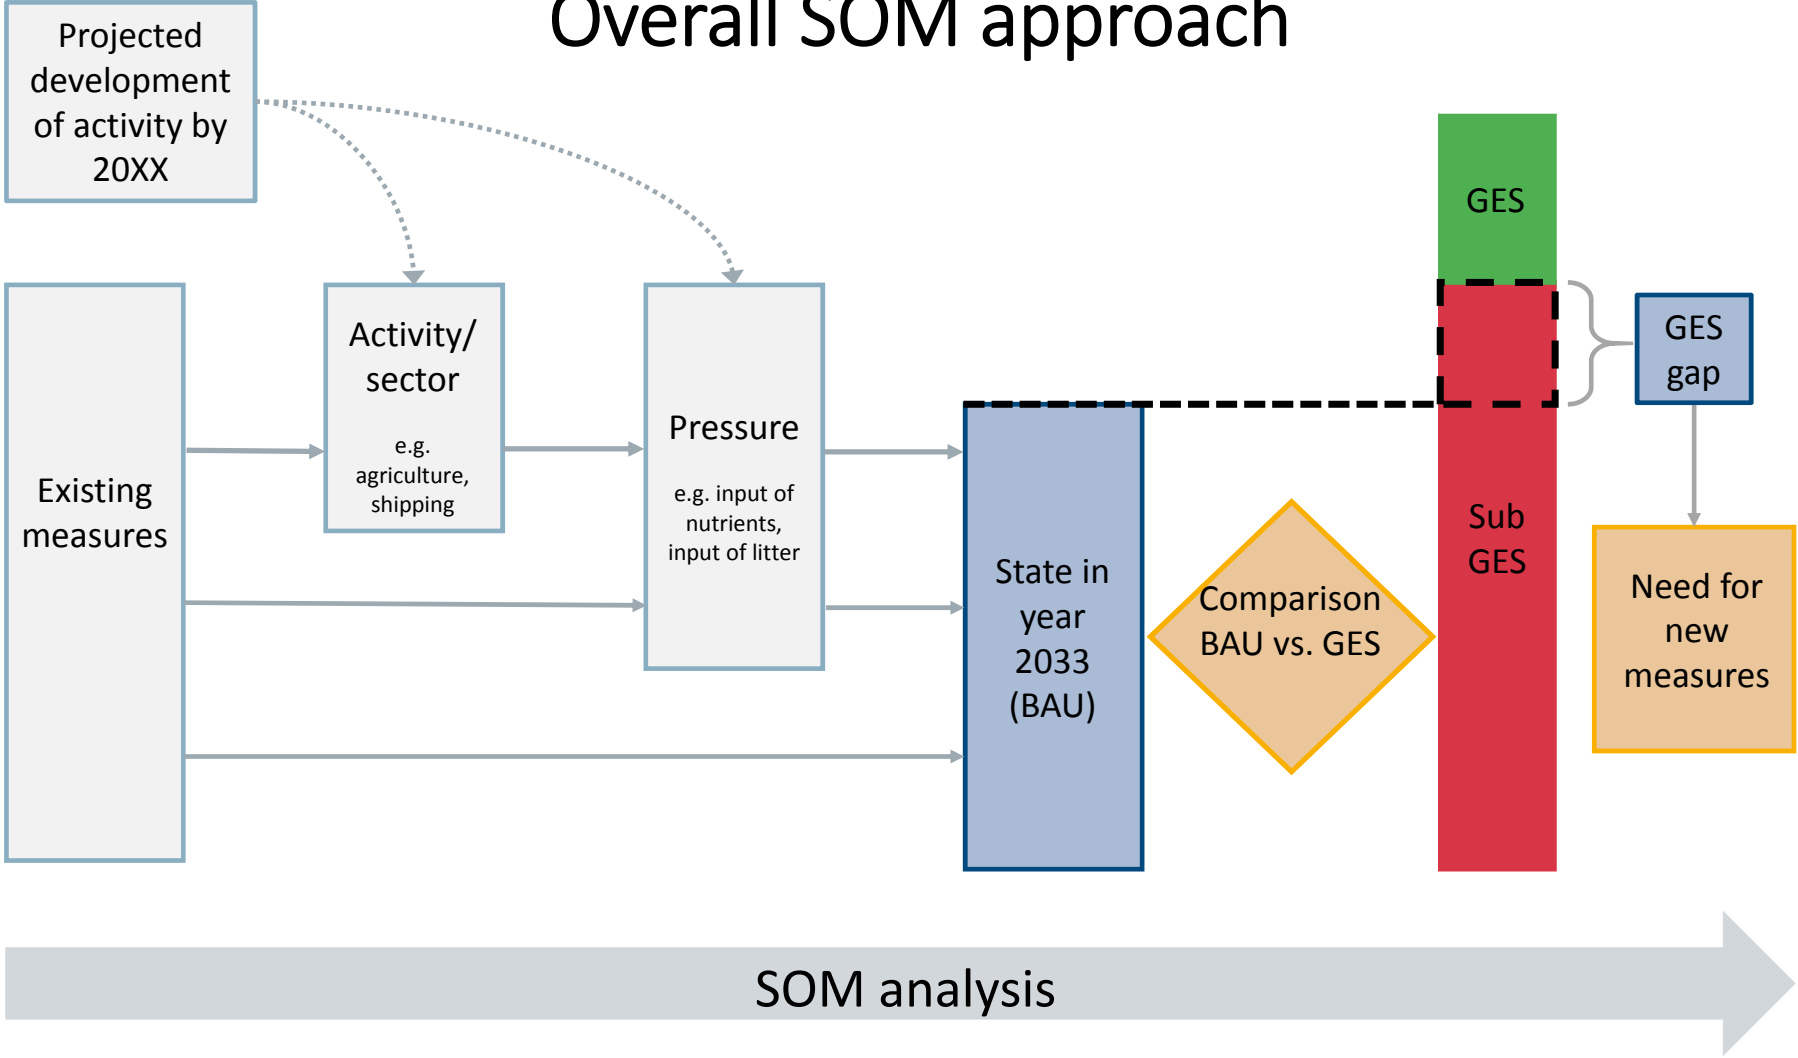 Overall SOM approach
Projected
development
of activity by
20XX
Existing
measures
Activity/
sector
e.g.
agriculture,
shipping
Pressure
e.g. input of
nutrients,
input of litter
State in
year
2033
(BAU)
Comparison
BAU vs. GES
GES
Sub
GES
GES
gap
Need for
new
measures
SOM analysis